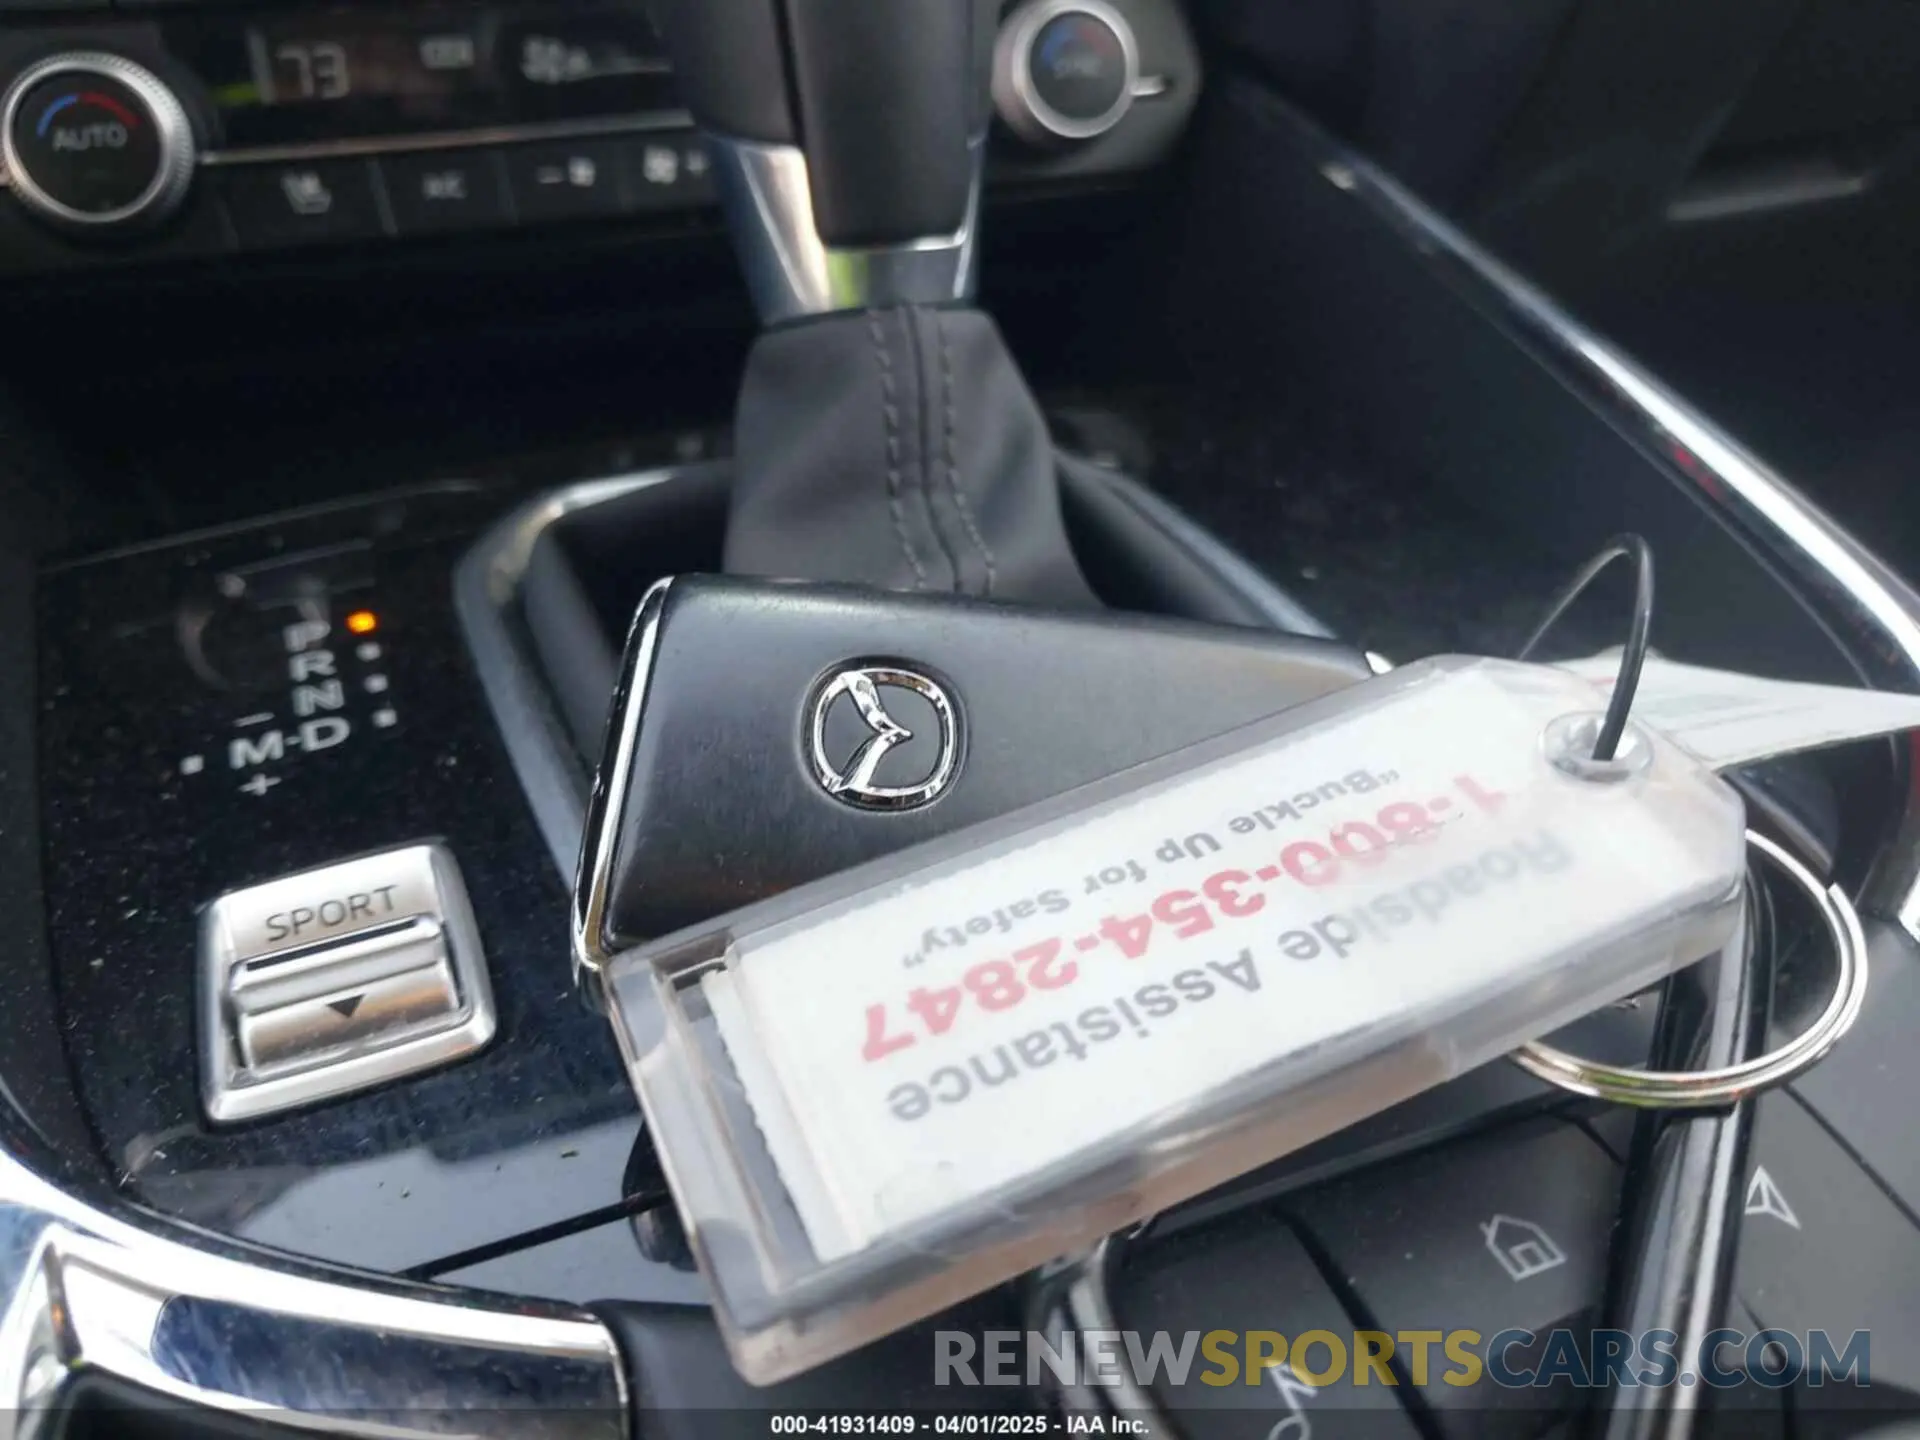 73
AUTO
SYNC
A/C
P
R
N
M-D
SPORT
Roadside Assistance
1-800-354-2847
"Buckle Up for Safety"
RENEWSPORTSCARS.COM
000-41931409 - 04/01/2025 - IAA Inc.